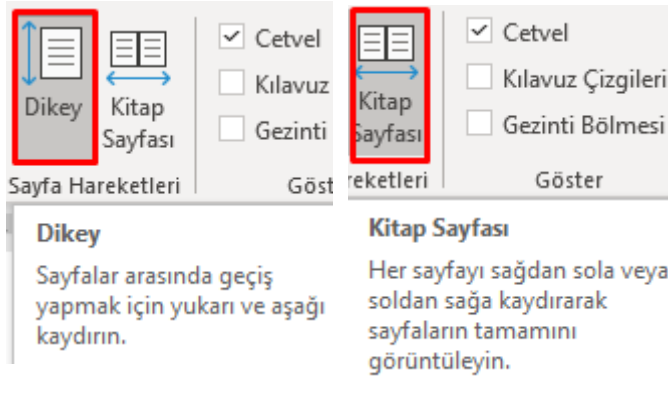 Dikey
Kitap
Sayfası
Cetvel
Kılavuz
Gezinti
Sayfa Hareketleri
Göst
Dikey
Sayfalar arasında geçiş
yapmak için yukarı ve aşağı
kaydırın.
Kitap
Sayfası
Cetvel
Kılavuz Çizgileri
Gezinti Bölmesi
reketleri
Göster
Kitap Sayfası
Her sayfayı sağdan sola veya
soldan sağa kaydırarak
sayfaların tamamını
görüntüleyin.